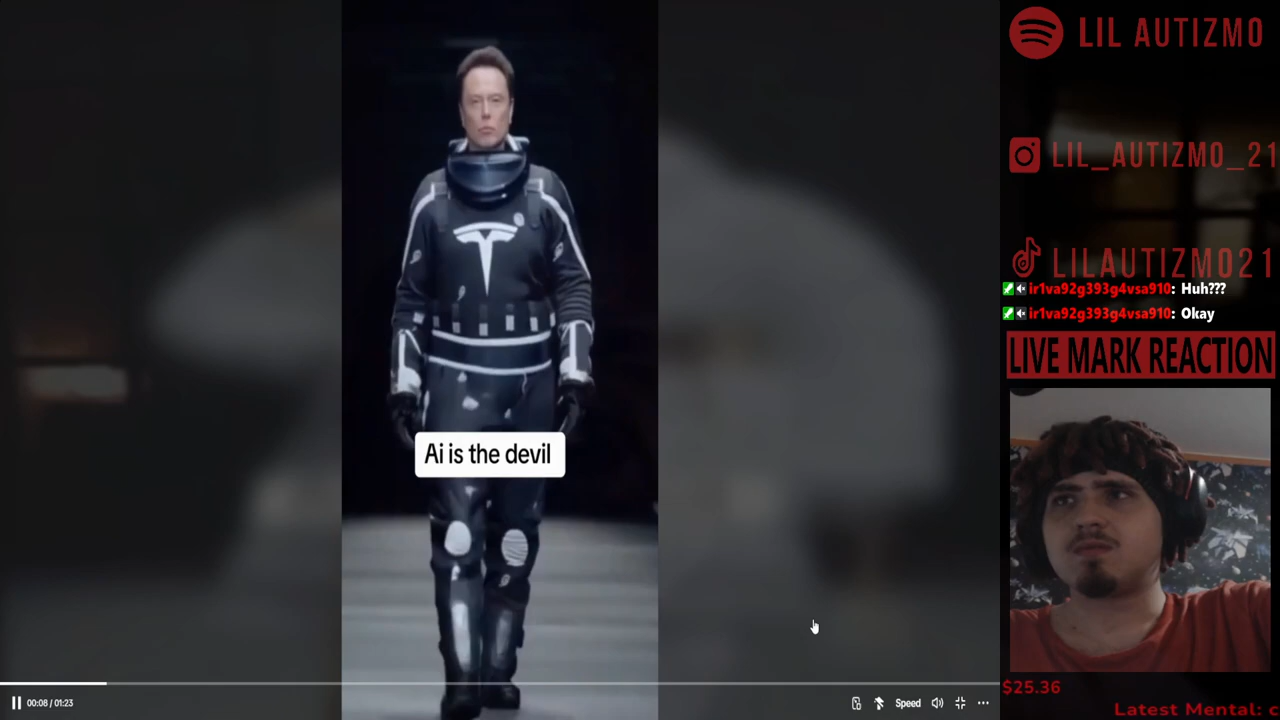 LIL AUTIZMO
LIL_AUTIZMO_21
LILAUTIZMO21
ir1va92g393g4vsa910: Huh???
ir1va92g393g4vsa910: Okay
LIVE MARK REACTION
Ai is the devil
$25.36
Latest Mental: c
00:08 / 01:23
Speed